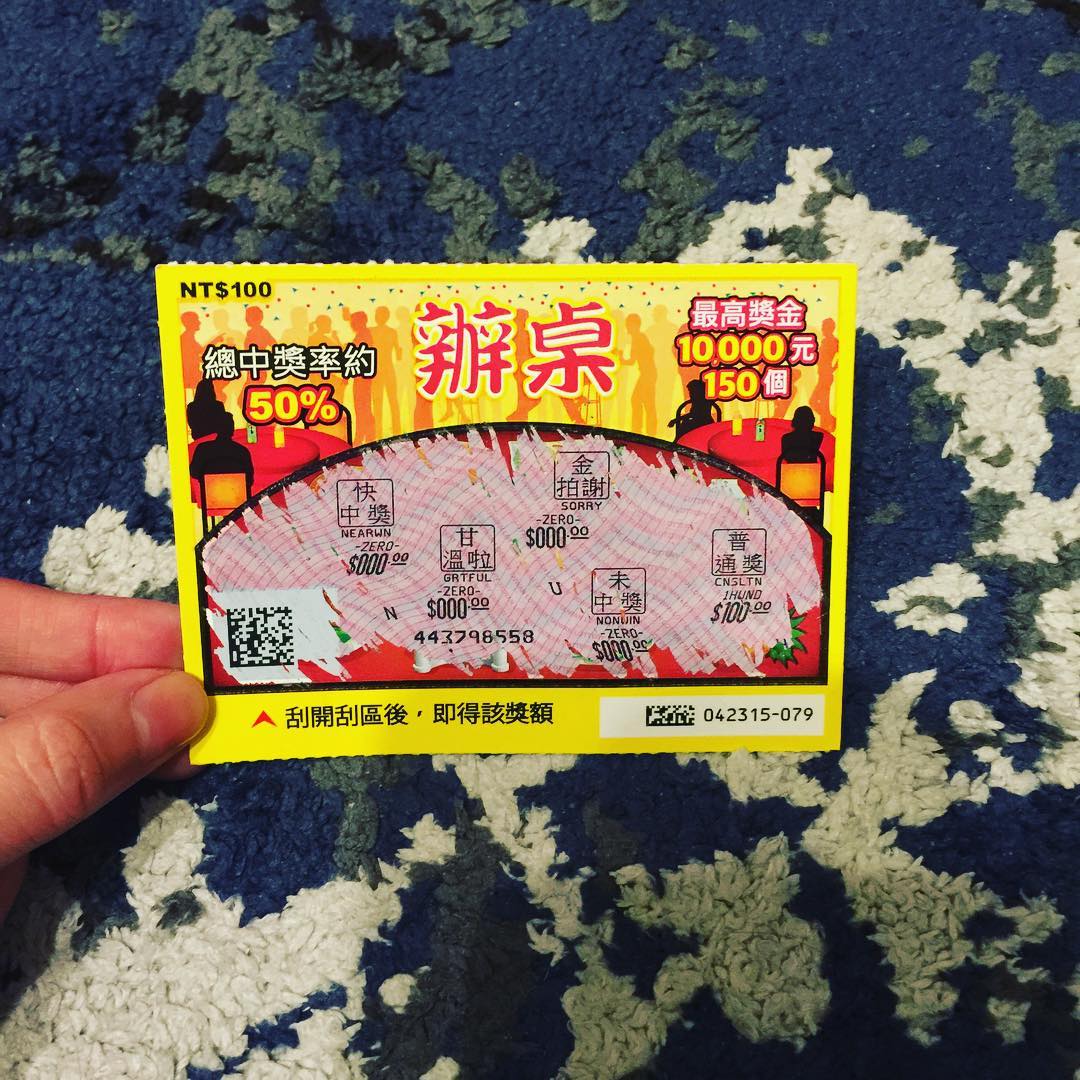 NT$100
總中獎率約
50%
辦桌
最高獎金
10,000元
150個
快
中獎
NEARWN
-ZERO-
$000.00
甘
溫啦
GRTFUL
-ZERO-
$000.00
金
拍謝
SORRY
-ZERO-
$000.00
未
中獎
NONWIN
-ZERO-
$000.00
普
通獎
CNSLTN
1HUND
$100.00
N
U
443798558
刮開刮區後，即得該獎額
042315-079